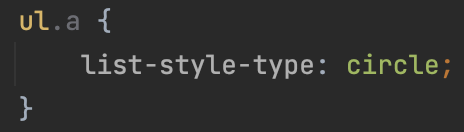 ul.a {
    list-style-type: circle;
}